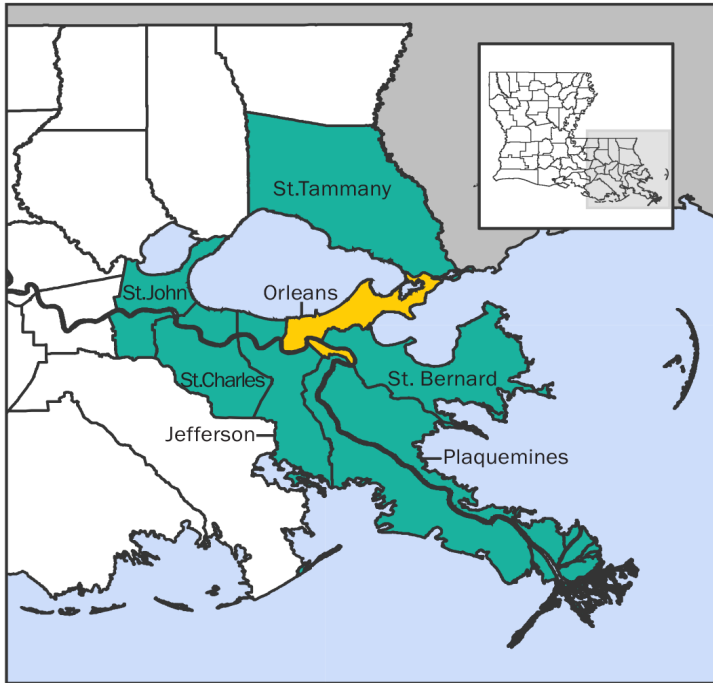 St.Tammany
St.John
Orleans
St.Charles
St. Bernard
Jefferson
Plaquemines